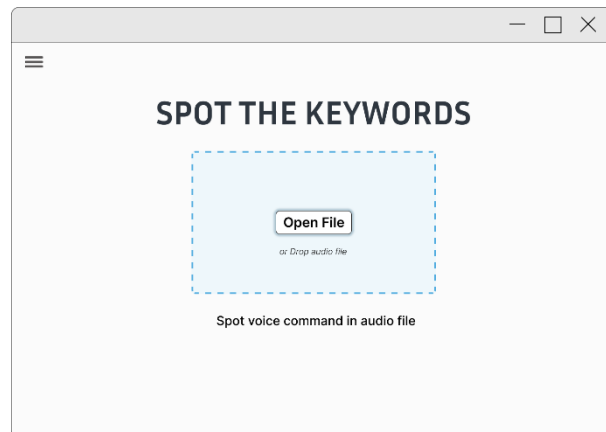 SPOT THE KEYWORDS
Open File
or Drop audio file
Spot voice command in audio file